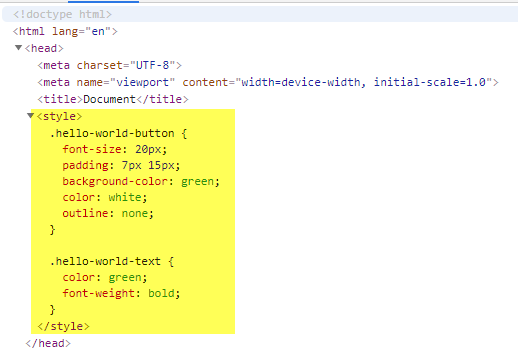 <!doctype html>
<html lang="en">
<head>
<meta charset="UTF-8">
<meta name="viewport" content="width=device-width, initial-scale=1.0">
<title>Document</title>
<style>
.hello-world-button {
font-size: 20px;
padding: 7px 15px;
background-color: green;
color: white;
outline: none;
}
.hello-world-text {
color: green;
font-weight: bold;
}
</style>
</head>